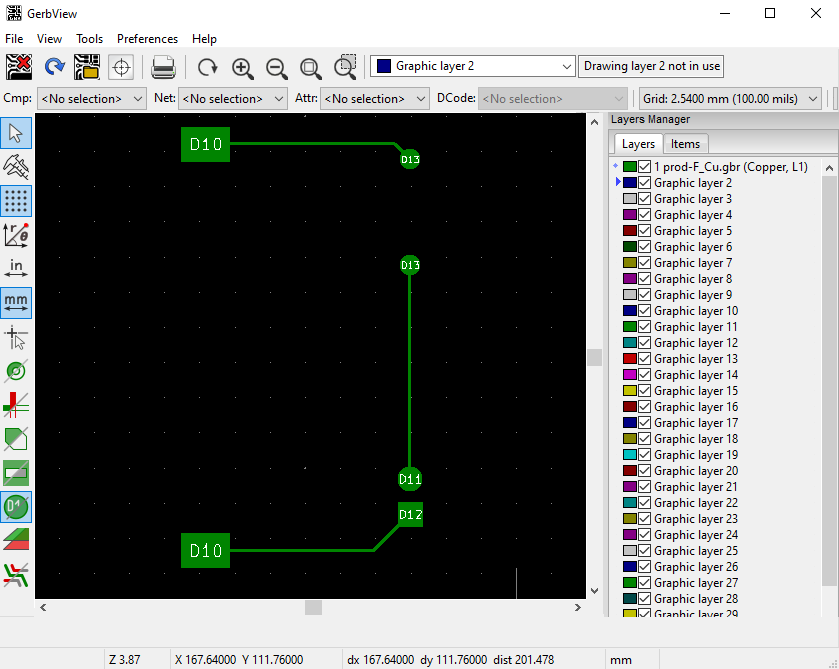 GerbView
File View Tools Preferences Help
Graphic layer 2 Drawing layer 2 not in use
Cmp: <No selection> Net: <No selection> Attr: <No selection> DCode: <No selection> Grid: 2.5400 mm (100.00 mils)
Layers Manager
Layers Items
1 prod-F_Cu.gbr (Copper, L1)
Graphic layer 2
Graphic layer 3
Graphic layer 4
Graphic layer 5
Graphic layer 6
Graphic layer 7
Graphic layer 8
Graphic layer 9
Graphic layer 10
Graphic layer 11
Graphic layer 12
Graphic layer 13
Graphic layer 14
Graphic layer 15
Graphic layer 16
Graphic layer 17
Graphic layer 18
Graphic layer 19
Graphic layer 20
Graphic layer 21
Graphic layer 22
Graphic layer 23
Graphic layer 24
Graphic layer 25
Graphic layer 26
Graphic layer 27
Graphic layer 28
Graphic layer 29
in
mm
D10
D13
D13
D11
D12
D10
Z 3.87 X 167.64000 Y 111.76000 dx 167.64000 dy 111.76000 dist 201.478 mm